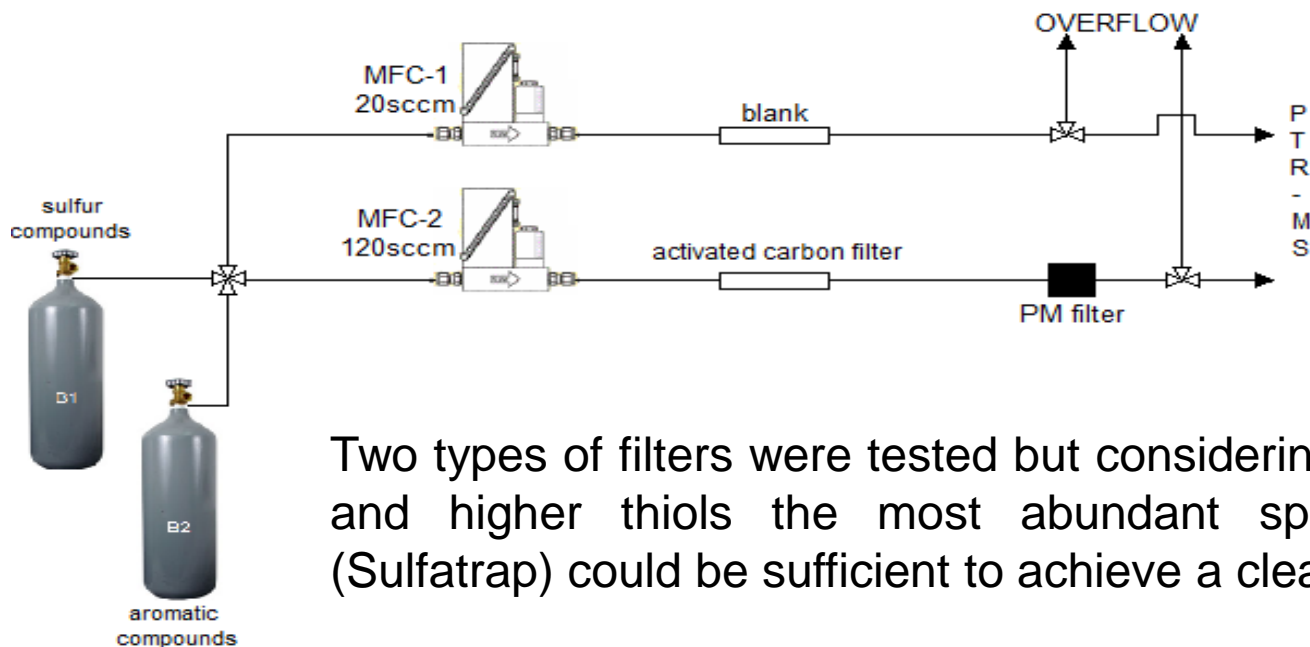 OVERFLOW
MFC-1
20sccm
blank
P
T
R
-
M
S
sulfur
compounds
MFC-2
120sccm
activated carbon filter
PM filter
B1
B2
aromatic
compounds
Two types of filters were tested but considerin
and higher thiols the most abundant sp
(Sulfatrap) could be sufficient to achieve a clea